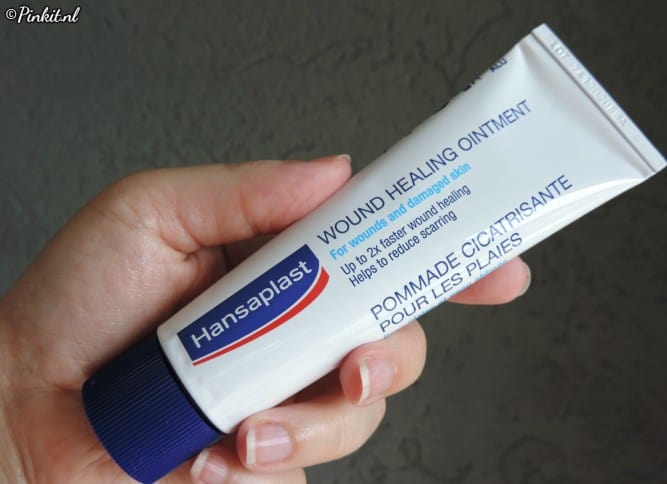 ©Pinkit.nl
Hansaplast
WOUND HEALING OINTMENT
For wounds and damaged skin
Up to 2x faster wound healing
Helps to reduce scarring
POMMADE CICATRISANTE
POUR LES PLAIES
ALU